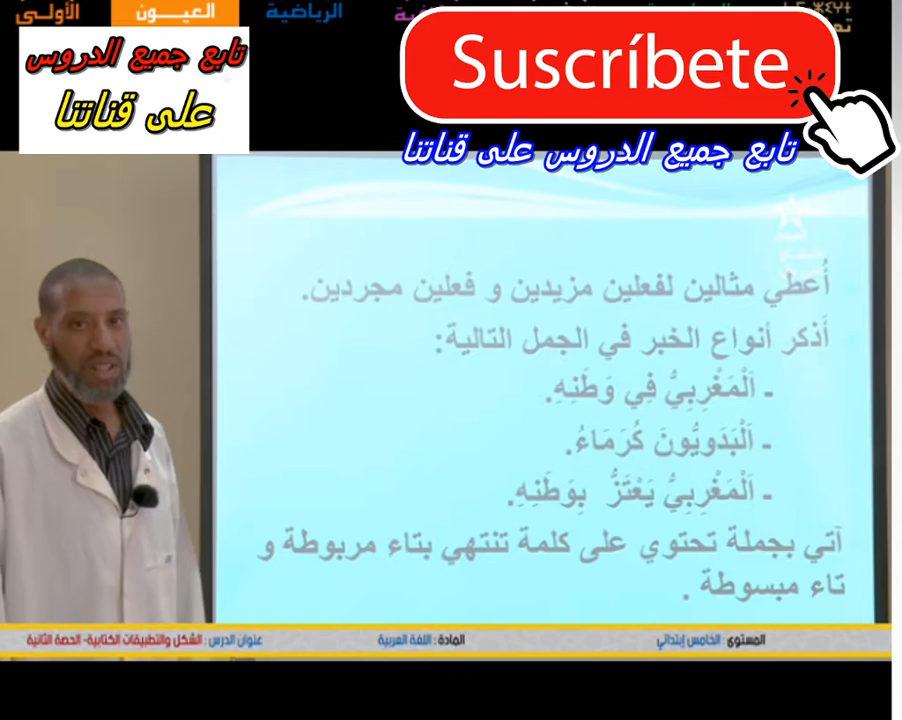 الأولى
العيون
الرياضية
تابع جميع الدروس
على قناتنا
Suscríbete
تابع جميع الدروس على قناتنا
أُعطي مثالين لفعلين مزيدين و فعلين مجردين.
أذكر أنواع الخبر في الجمل التالية:
ـ اَلْمَغْرِبِيُّ فِي وَطَنِهِ.
ـ اَلْبَدَوِيُّونَ كُرَمَاءُ.
ـ اَلْمَغْرِبِيُّ يَعْتَزُّ بِوَطَنِهِ.
آتي بجملة تحتوي على كلمة تنتهي بتاء مربوطة و
تاء مبسوطة .
المستوى : الخامس إبتدائي المادة : اللغة العربية عنوان الدرس : الشكل والتطبيقات الكتابية- الحصة الثانية